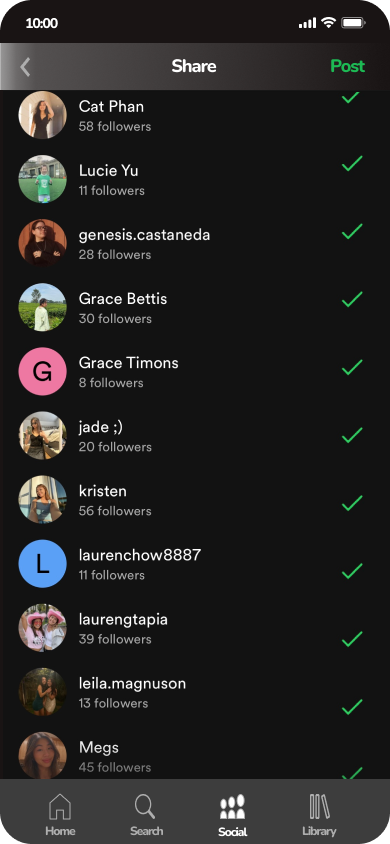 10:00
Share
Post
Cat Phan
58 followers
Lucie Yu
11 followers
genesis.castaneda
28 followers
Grace Bettis
30 followers
G
Grace Timons
8 followers
jade ;)
20 followers
kristen
56 followers
L
laurenchow8887
11 followers
laurengtapia
39 followers
leila.magnuson
13 followers
Megs
45 followers
Home
Search
Social
Library